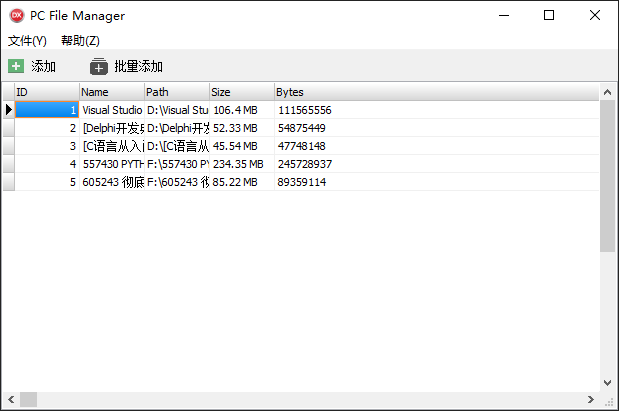 DX PC File Manager
文件(Y) 帮助(Z)
添加 批量添加
ID Name Path Size Bytes
1 Visual Studio D:\Visual Stu 106.4 MB 111565556
2 [Delphi开发 D:\Delphi开发 52.33 MB 54875449
3 [C语言从入 D:\[C语言从 45.54 MB 47748148
4 557430 PYTH F:\557430 P 234.35 MB 245728937
5 605243 彻底 F:\605243 彻 85.22 MB 89359114